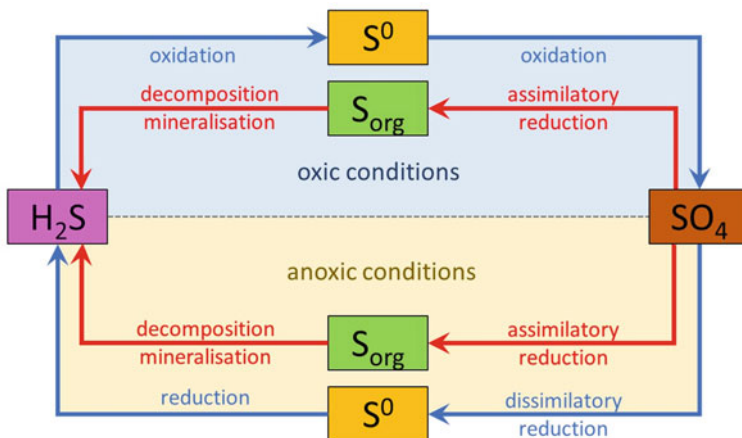 S⁰
oxidation
oxidation
decomposition
mineralisation
S_org
assimilatory
reduction
oxic conditions
H₂S
SO₄
anoxic conditions
decomposition
mineralisation
S_org
assimilatory
reduction
reduction
S⁰
dissimilatory
reduction